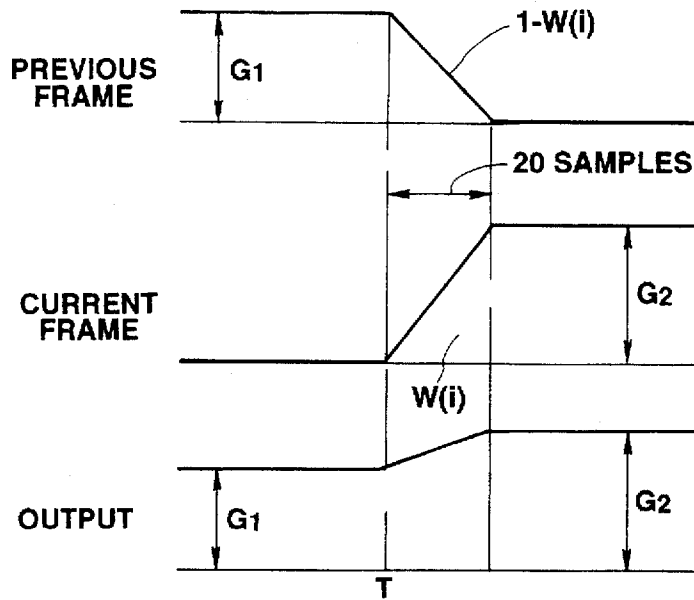 1-W(i)
PREVIOUS
FRAME
G1
20 SAMPLES
CURRENT
FRAME
G2
W(i)
OUTPUT
G1
G2
T